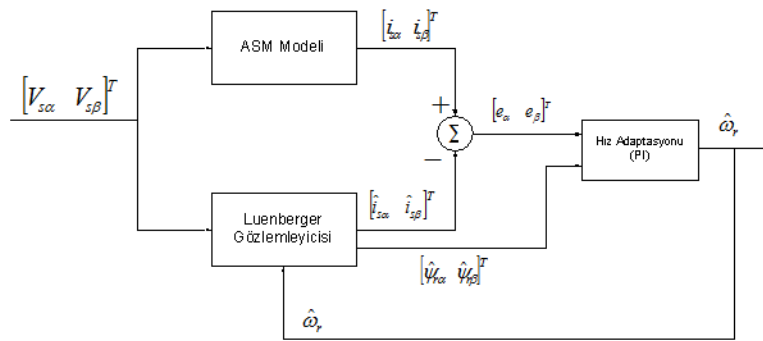 [i_sα i_sβ]^T
ASM Modeli
[V_sα V_sβ]^T
+
Σ
[e_α e_β]^T
−
Hız Adaptasyonu
(PI)
ω̂_r
Luenberger
Gözlemleyicisi
[î_sα î_sβ]^T
[ψ̂_rα ψ̂_rβ]^T
ω̂_r